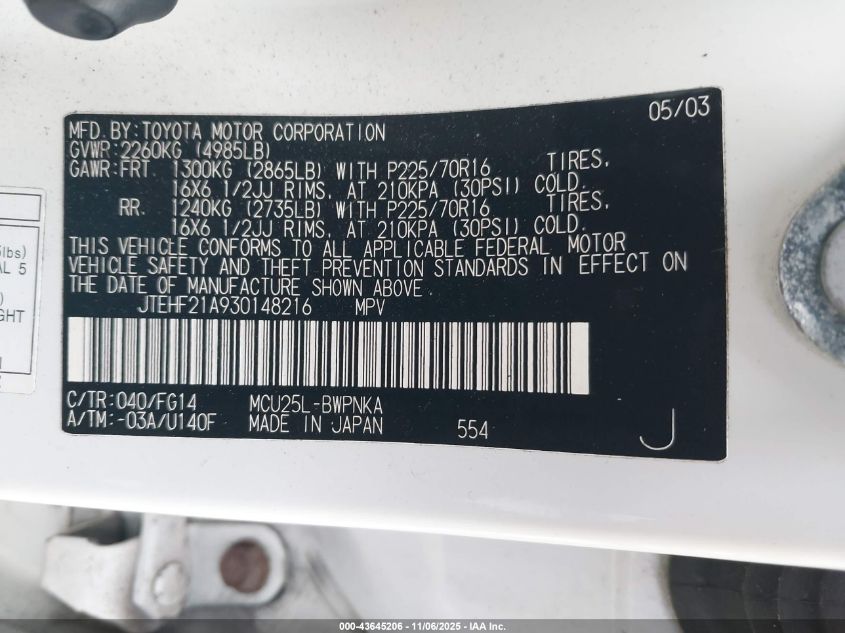 05/03
MFD. BY: TOYOTA MOTOR CORPORATION
GVWR: 2260KG (4985LB)
GAWR: FRT. 1300KG (2865LB) WITH P225/70R16 TIRES,
16X6 1/2JJ RIMS, AT 210KPA (30PSI) COLD.
RR. 1240KG (2735LB) WITH P225/70R16 TIRES,
16X6 1/2JJ RIMS, AT 210KPA (30PSI) COLD.
THIS VEHICLE CONFORMS TO ALL APPLICABLE FEDERAL MOTOR
VEHICLE SAFETY AND THEFT PREVENTION STANDARDS IN EFFECT ON
THE DATE OF MANUFACTURE SHOWN ABOVE.
JTEHF21A930148216 MPV
C/TR: 040/FG14 MCU25L-BWPNKA
A/TM: -03A/U140F MADE IN JAPAN 554
J
lbs)
5
GHT
000-43645206 - 11/06/2025 - IAA Inc.